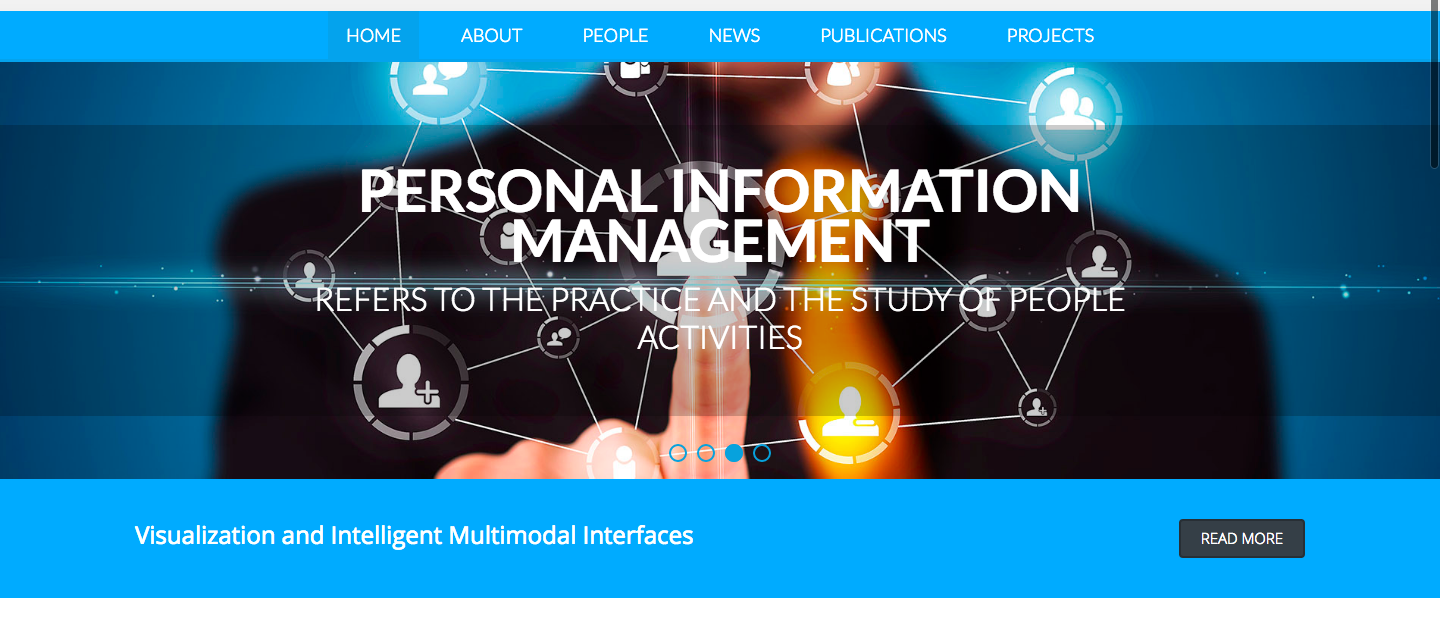 HOME ABOUT PEOPLE NEWS PUBLICATIONS PROJECTS
PERSONAL INFORMATION
MANAGEMENT
REFERS TO THE PRACTICE AND THE STUDY OF PEOPLE
ACTIVITIES
Visualization and Intelligent Multimodal Interfaces
READ MORE